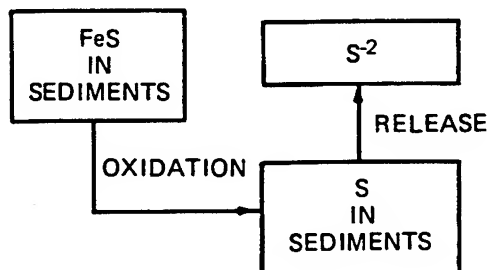 FeS
IN
SEDIMENTS
S-2
RELEASE
OXIDATION
S
IN
SEDIMENTS